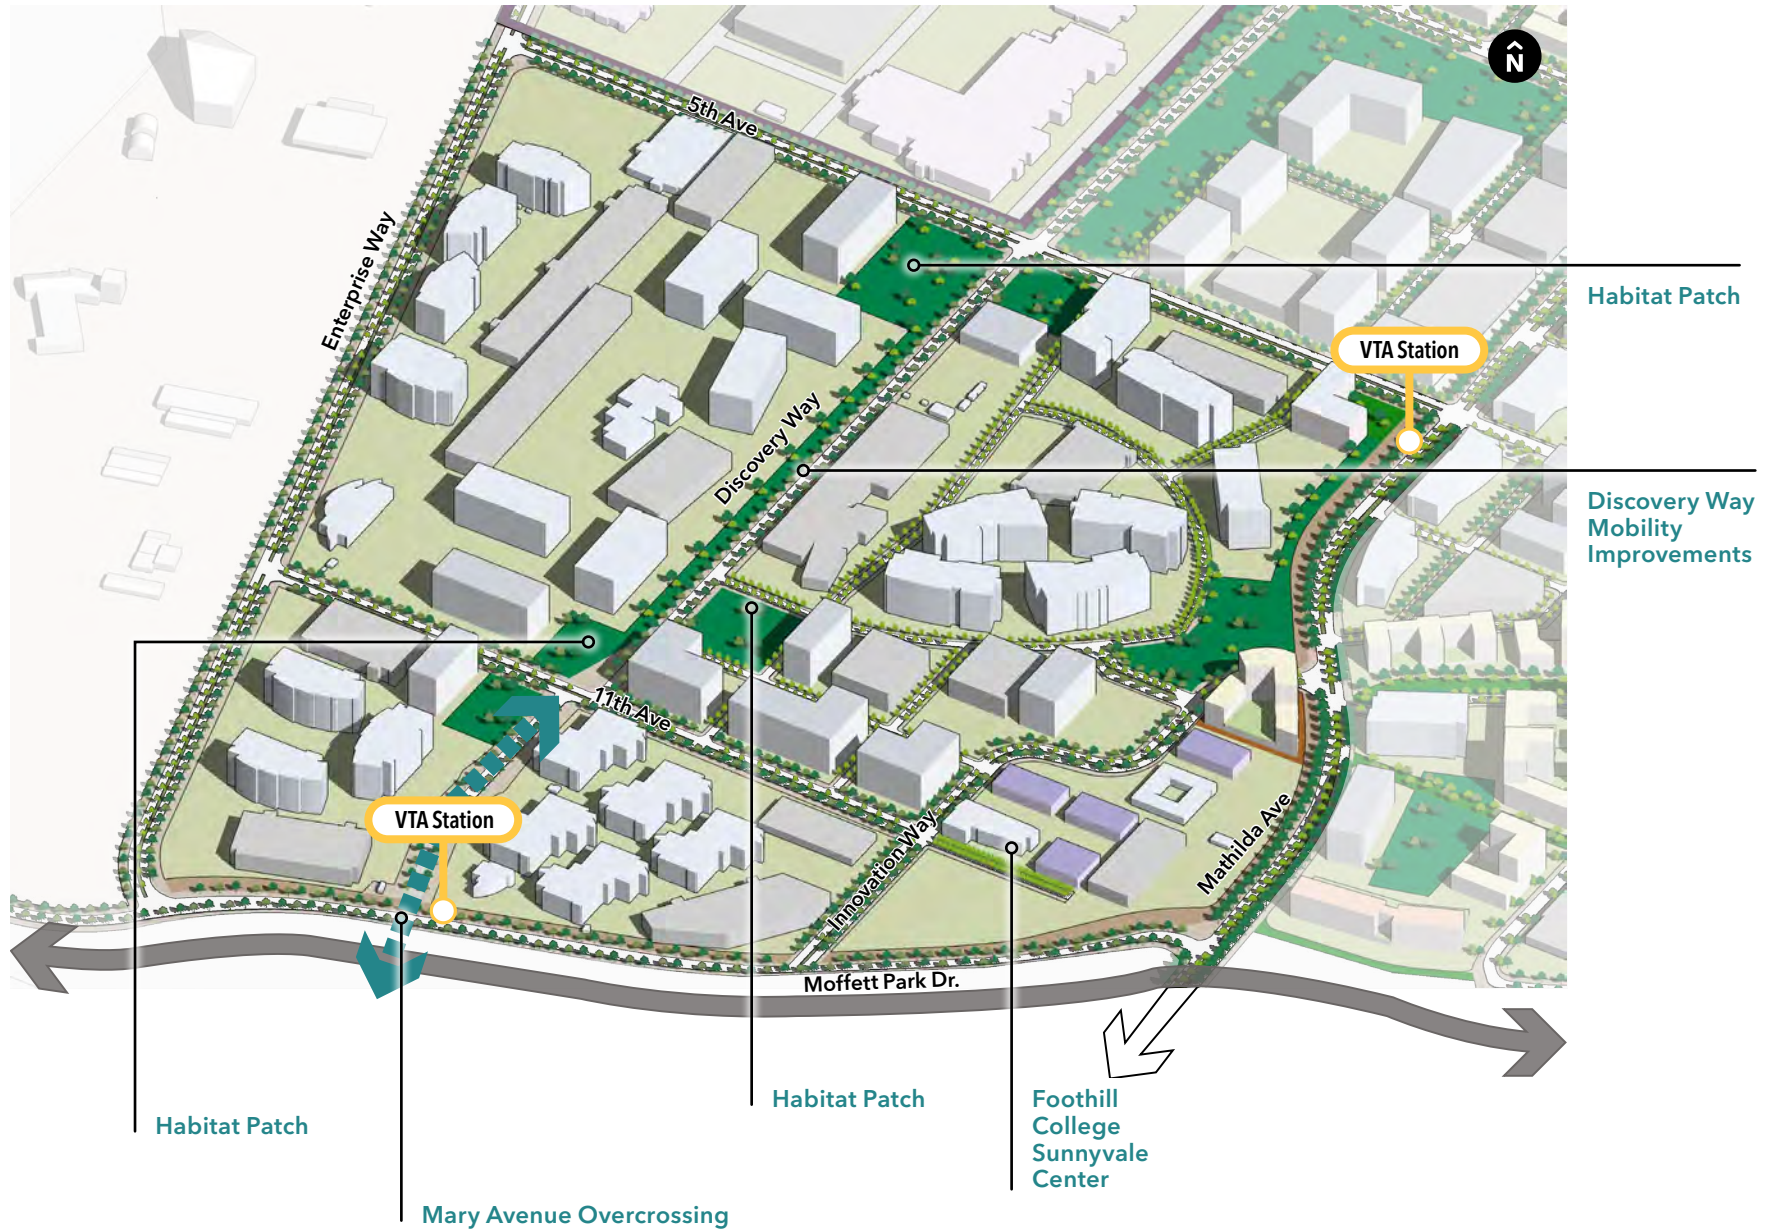 N
5th Ave
Enterprise Way
Habitat Patch
VTA Station
Discovery Way
Discovery Way
Mobility
Improvements
11th Ave
VTA Station
Innovation Way
Mathilda Ave
Moffett Park Dr.
Habitat Patch
Habitat Patch
Foothill
College
Sunnyvale
Center
Mary Avenue Overcrossing